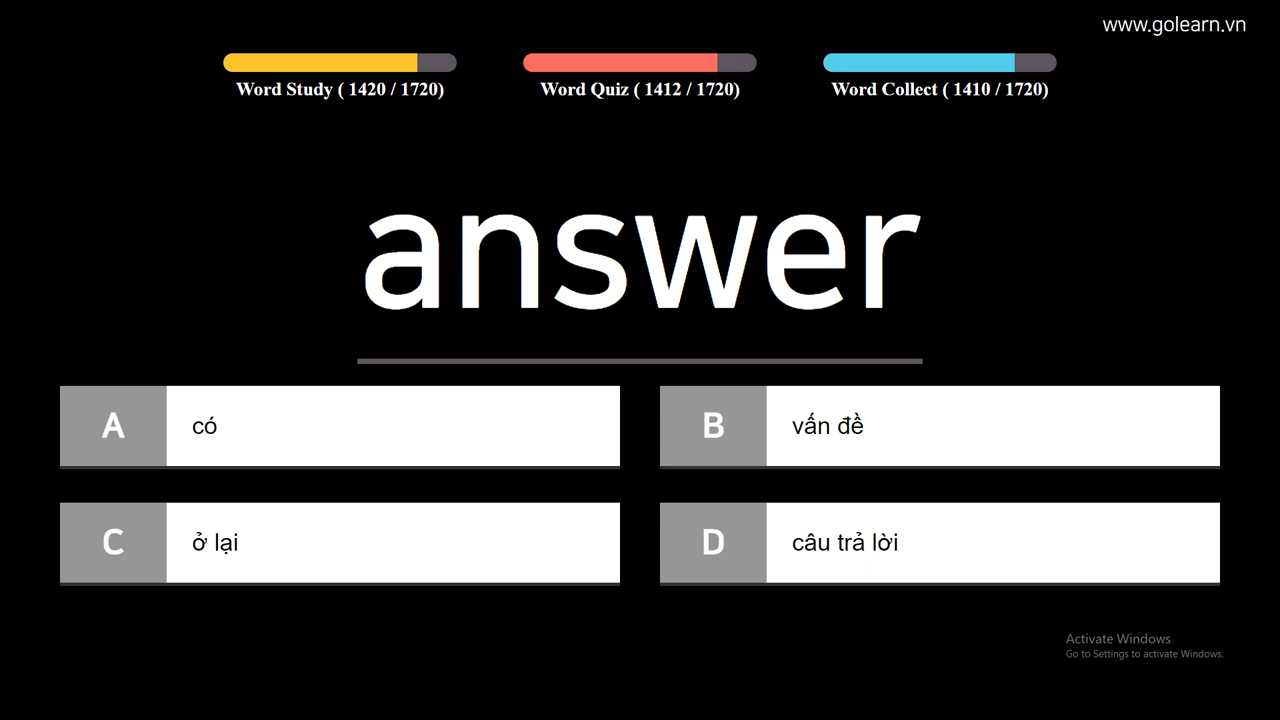 www.golearn.vn
Word Study ( 1420 / 1720)
Word Quiz ( 1412 / 1720)
Word Collect ( 1410 / 1720)
answer
A có
B vấn đề
C ở lại
D câu trả lời
Activate Windows
Go to Settings to activate Windows.